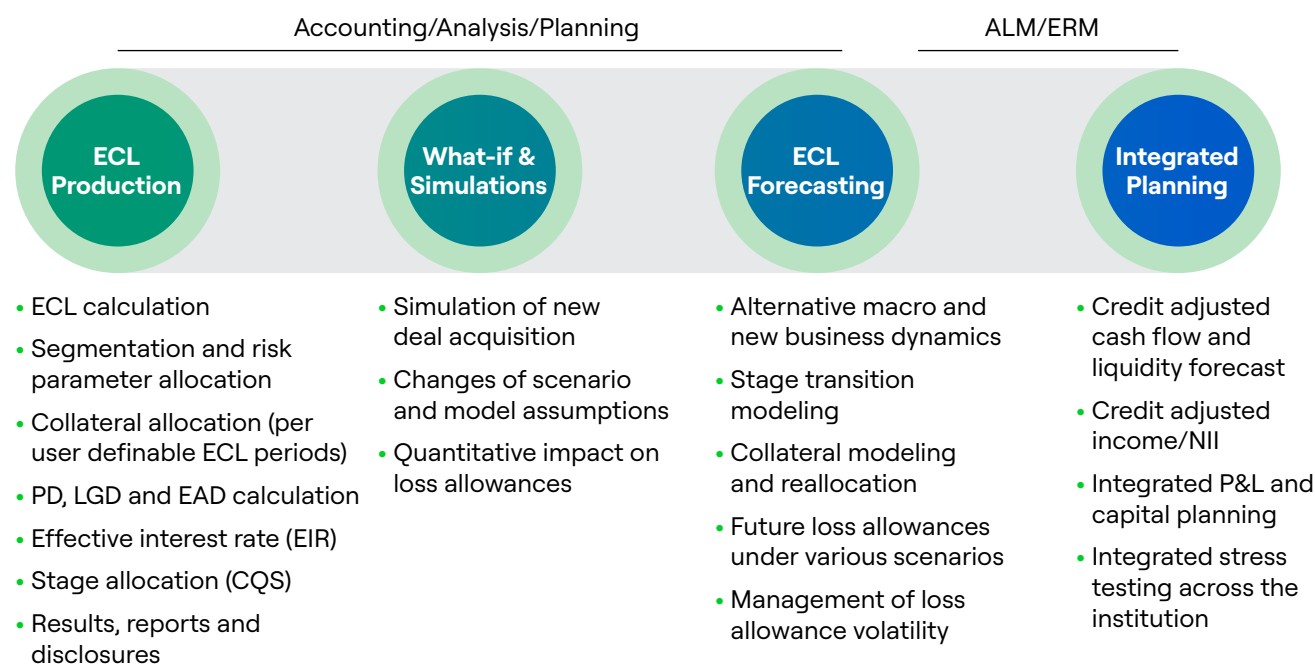 Accounting/Analysis/Planning
ALM/ERM
ECL
Production
What-if &
Simulations
ECL
Forecasting
Integrated
Planning
• ECL calculation
• Segmentation and risk
parameter allocation
• Collateral allocation (per
user definable ECL periods)
• PD, LGD and EAD calculation
• Effective interest rate (EIR)
• Stage allocation (CQS)
• Results, reports and
disclosures
• Simulation of new
deal acquisition
• Changes of scenario
and model assumptions
• Quantitative impact on
loss allowances
• Alternative macro and
new business dynamics
• Stage transition
modeling
• Collateral modeling
and reallocation
• Future loss allowances
under various scenarios
• Management of loss
allowance volatility
• Credit adjusted
cash flow and
liquidity forecast
• Credit adjusted
income/NII
• Integrated P&L and
capital planning
• Integrated stress
testing across the
institution